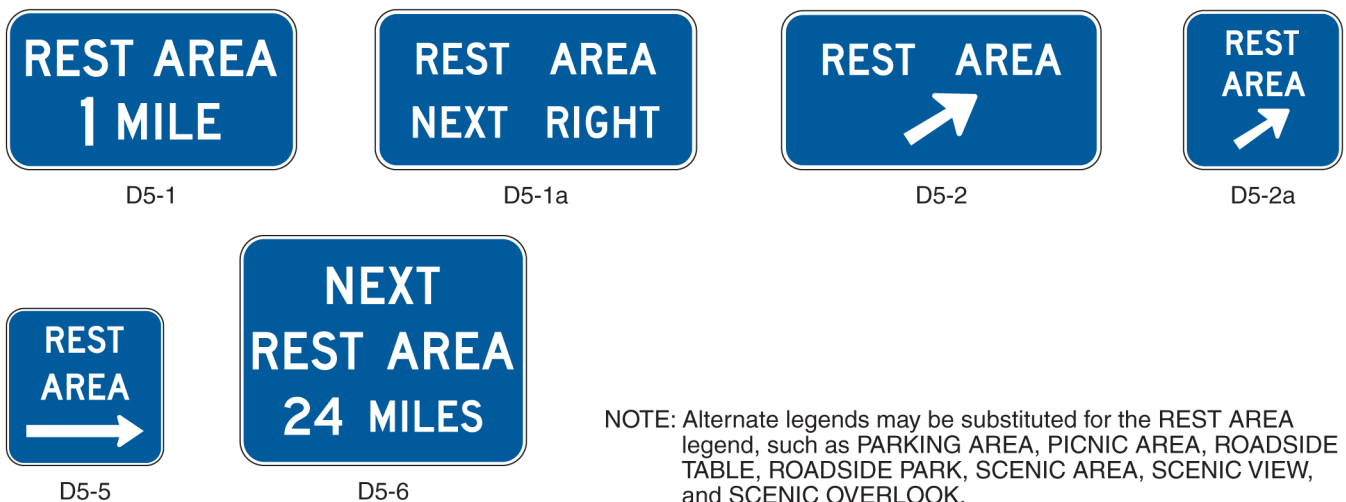 REST AREA
1 MILE
D5-1
REST AREA
NEXT RIGHT
D5-1a
REST AREA
D5-2
REST
AREA
D5-2a
REST
AREA
D5-5
NEXT
REST AREA
24 MILES
D5-6
NOTE: Alternate legends may be substituted for the REST AREA
legend, such as PARKING AREA, PICNIC AREA, ROADSIDE
TABLE, ROADSIDE PARK, SCENIC AREA, SCENIC VIEW,
and SCENIC OVERLOOK.